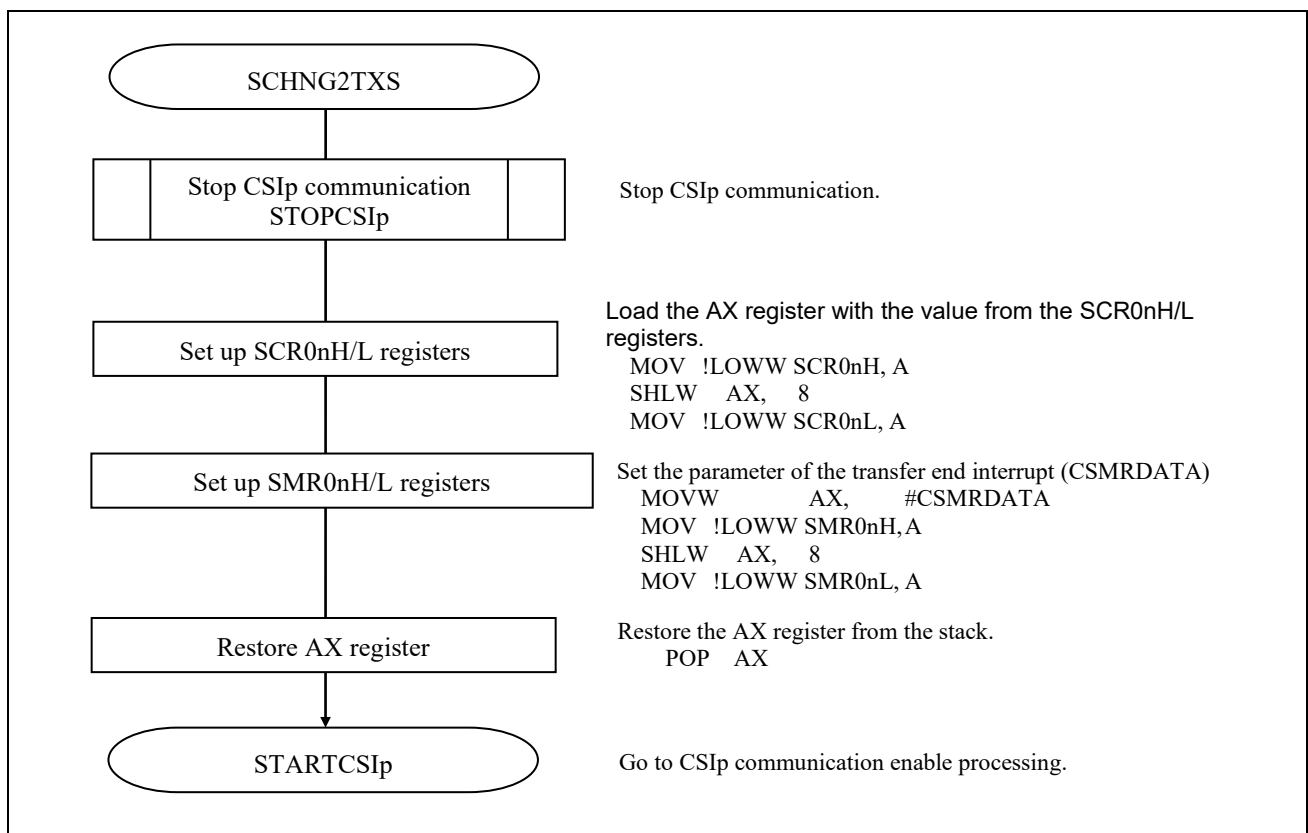 SCHNG2TXS
Stop CSIp communication
STOPCSIp
Stop CSIp communication.
Set up SCR0nH/L registers
Load the AX register with the value from the SCR0nH/L
registers.
MOV !LOWW SCR0nH, A
SHLW AX, 8
MOV !LOWW SCR0nL, A
Set up SMR0nH/L registers
Set the parameter of the transfer end interrupt (CSMRDATA)
MOVW AX, #CSMRDATA
MOV !LOWW SMR0nH, A
SHLW AX, 8
MOV !LOWW SMR0nL, A
Restore AX register
Restore the AX register from the stack.
POP AX
STARTCSIp
Go to CSIp communication enable processing.